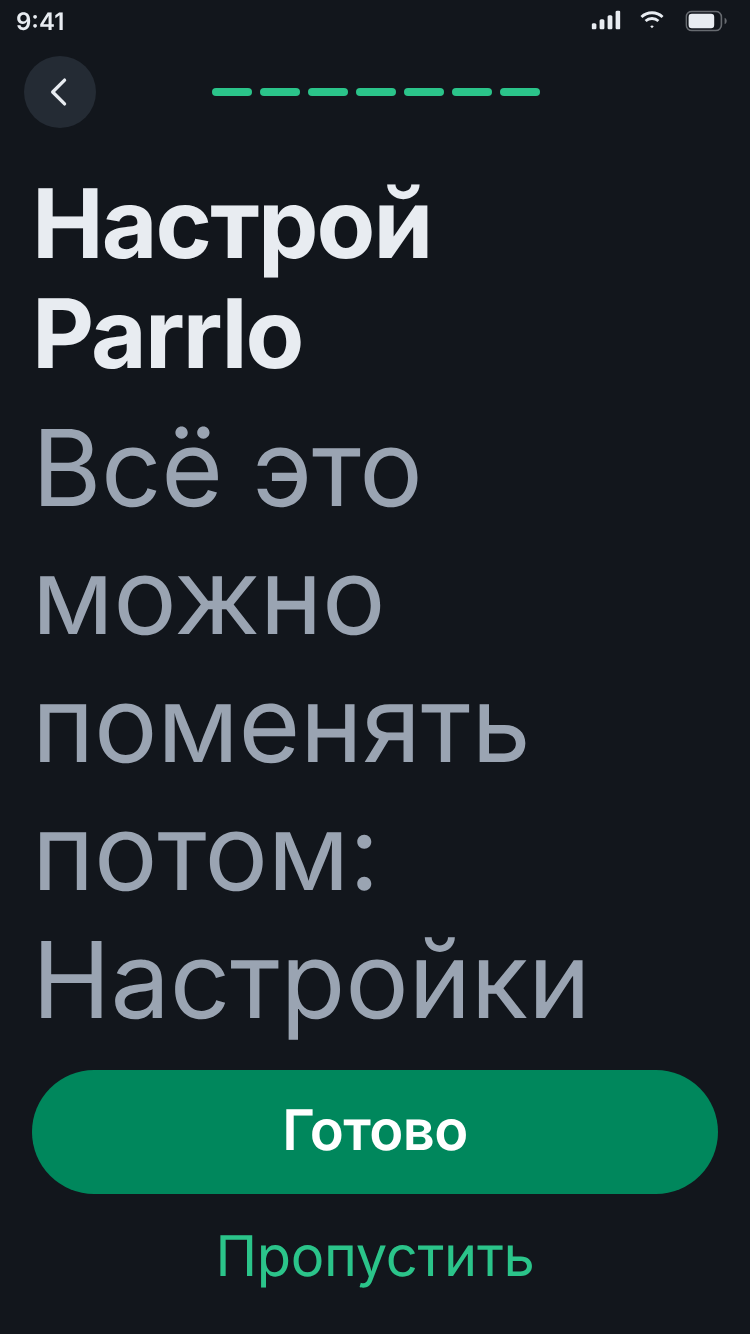 9:41
Настрой
Parrlo
Всё это
можно
поменять
потом:
Настройки
Готово
Пропустить